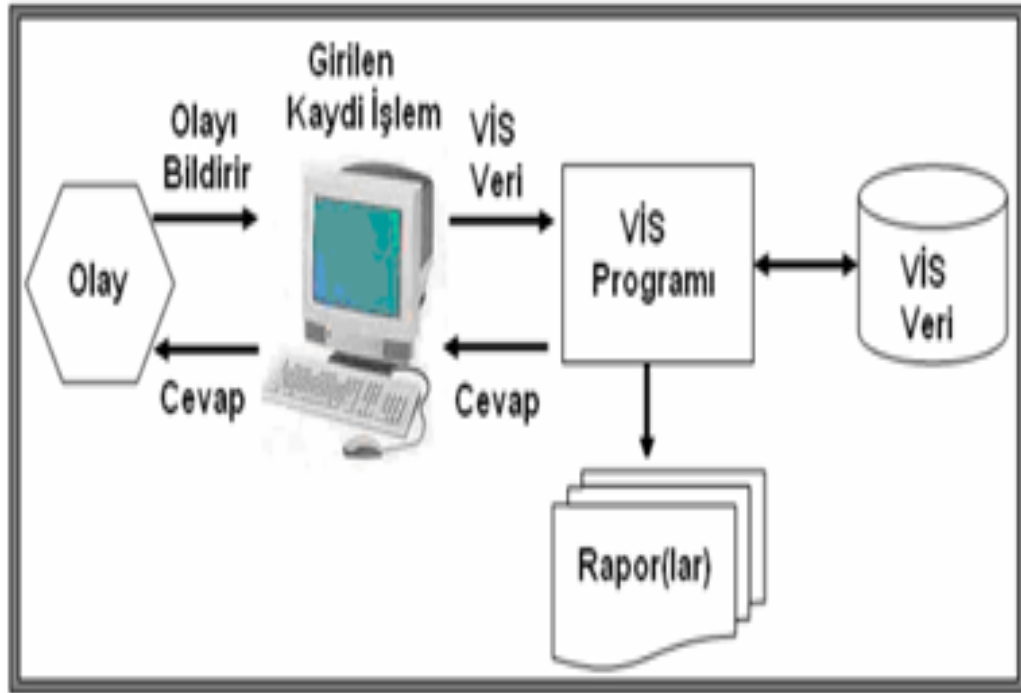 Girilen
Kaydi İşlem
Olayı
Bildirir
VİS
Veri
Olay
VİS
Programı
VİS
Veri
Cevap
Cevap
Rapor(lar)